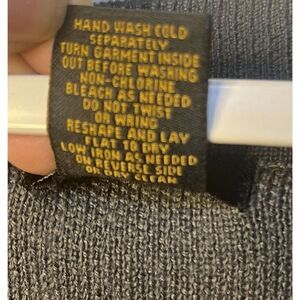 HAND WASH COLD
SEPARATELY
TURN GARMENT INSIDE
OUT BEFORE WASHING
NON-CHLORINE
BLEACH AS NEEDED
DO NOT TWIST
OR WRING
RESHAPE AND LAY
FLAT TO DRY
LOW IRON AS NEEDED
ON REVERSE SIDE
OR DRY CLEAN